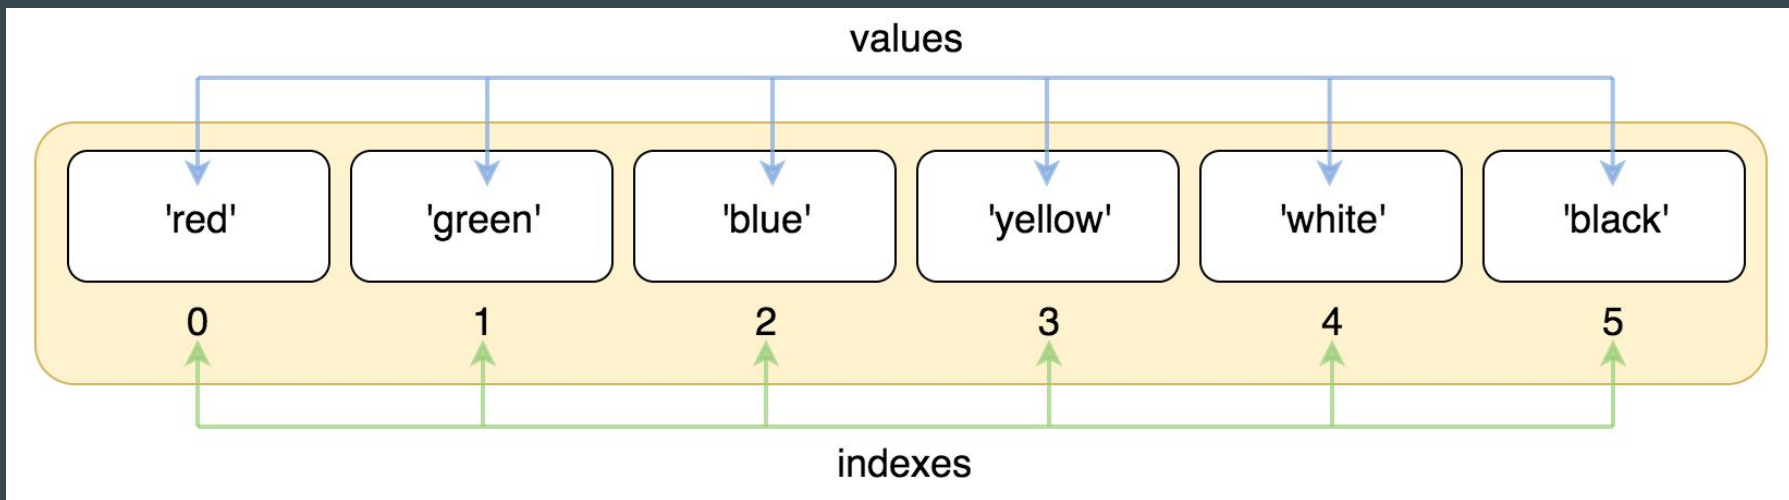 values
'red' 'green' 'blue' 'yellow' 'white' 'black'
0 1 2 3 4 5
indexes